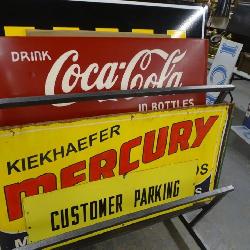 DRINK
Coca-Cola
IN BOTTLES
KIEKHAEFER
MERCURY
CUSTOMER PARKING